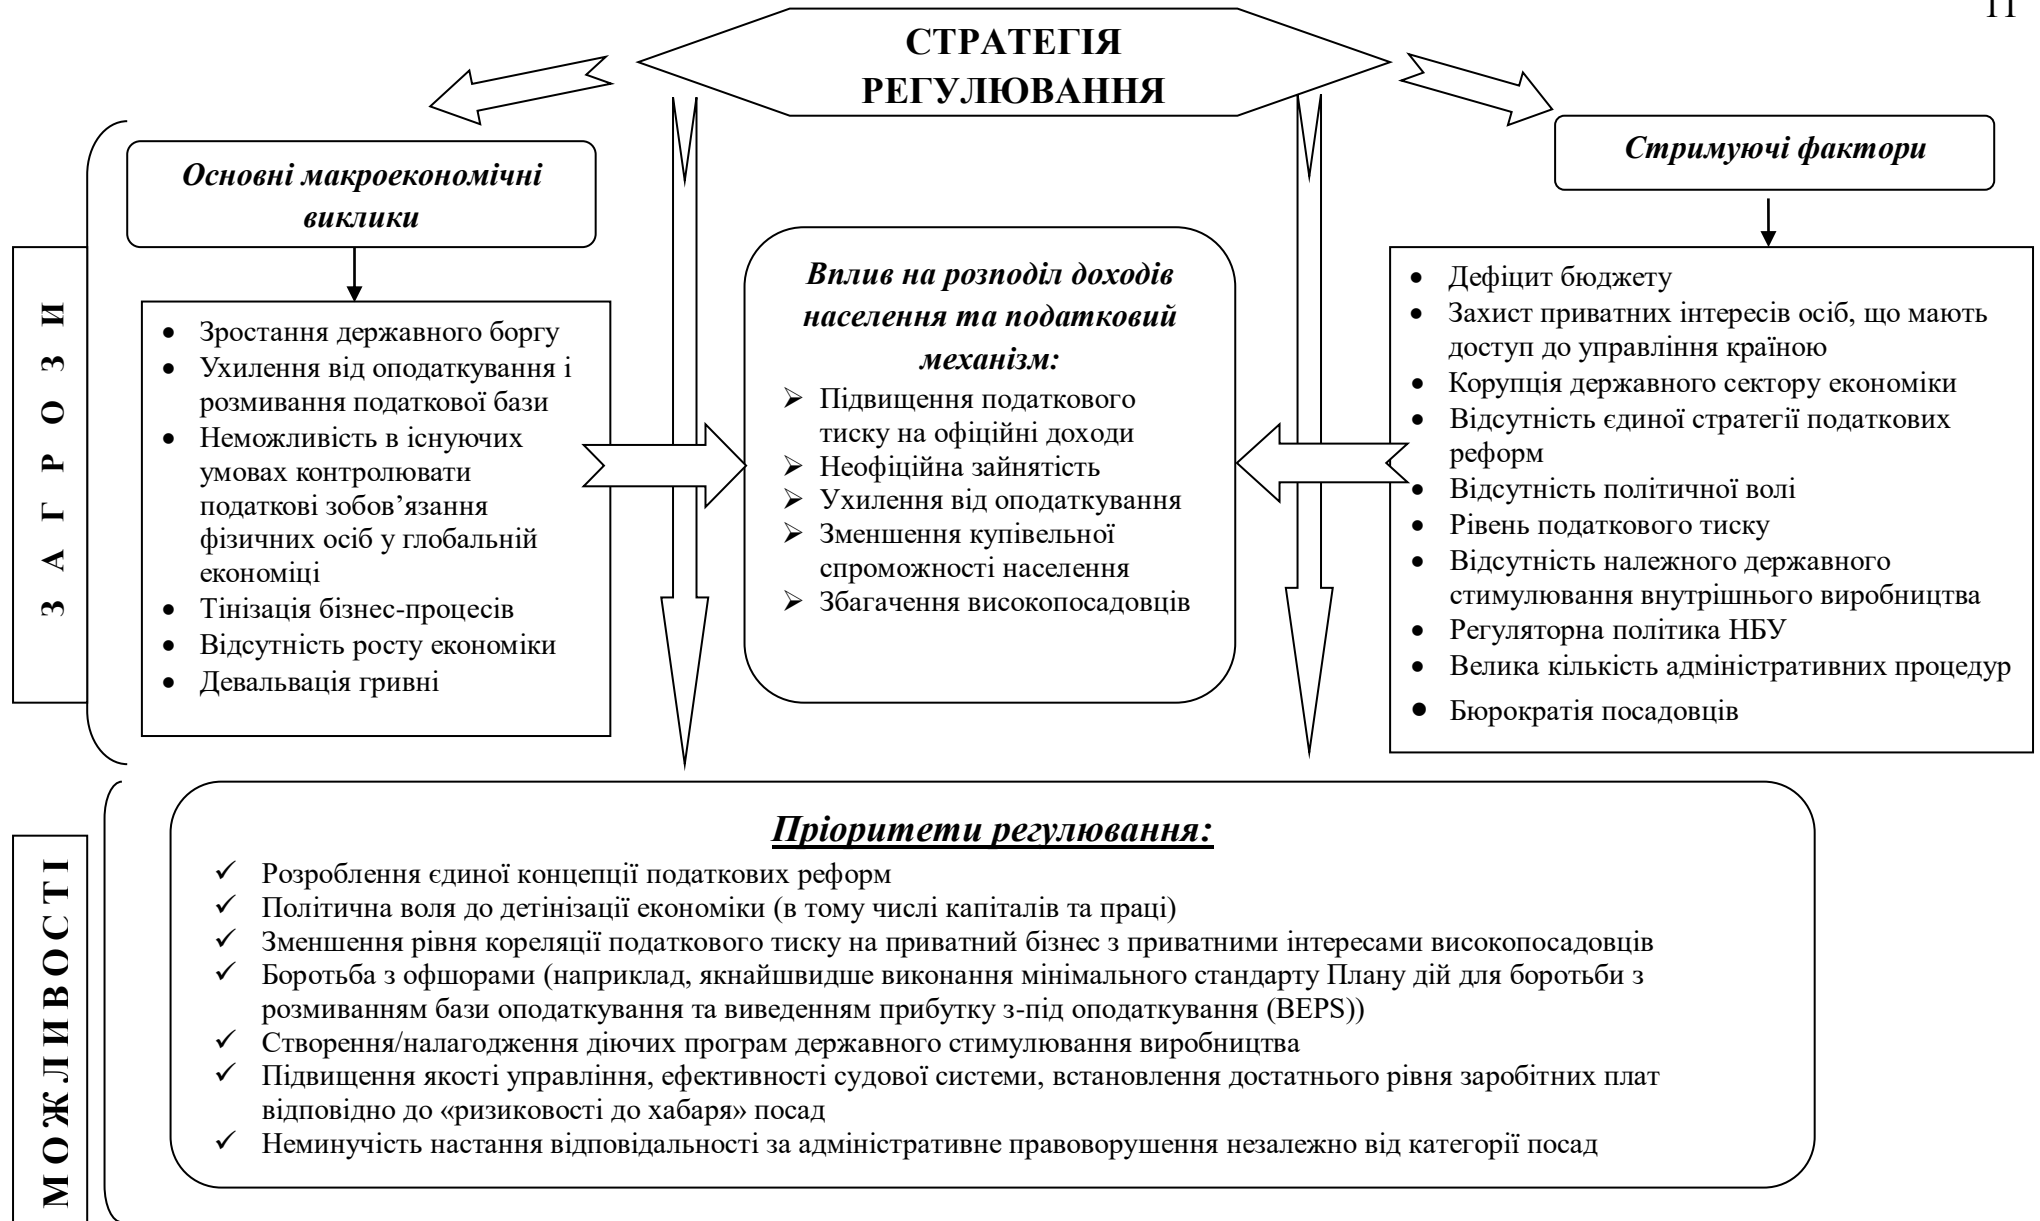 11
СТРАТЕГІЯ
РЕГУЛЮВАННЯ
Основні макроекономічні
виклики
Стримуючі фактори
З А Г Р О З И
• Зростання державного боргу
• Ухилення від оподаткування і
розмивання податкової бази
• Неможливість в існуючих
умовах контролювати
податкові зобов’язання
фізичних осіб у глобальній
економіці
• Тінізація бізнес-процесів
• Відсутність росту економіки
• Девальвація гривні
Вплив на розподіл доходів
населення та податковий
механізм:
➢ Підвищення податкового
тиску на офіційні доходи
➢ Неофіційна зайнятість
➢ Ухилення від оподаткування
➢ Зменшення купівельної
спроможності населення
➢ Збагачення високопосадовців
• Дефіцит бюджету
• Захист приватних інтересів осіб, що мають
доступ до управління країною
• Корупція державного сектору економіки
• Відсутність єдиної стратегії податкових
реформ
• Відсутність політичної волі
• Рівень податкового тиску
• Відсутність належного державного
стимулювання внутрішнього виробництва
• Регуляторна політика НБУ
• Велика кількість адміністративних процедур
• Бюрократія посадовців
М О Ж Л И В О С Т І
Пріоритети регулювання:
✓ Розроблення єдиної концепції податкових реформ
✓ Політична воля до детінізації економіки (в тому числі капіталів та праці)
✓ Зменшення рівня кореляції податкового тиску на приватний бізнес з приватними інтересами високопосадовців
✓ Боротьба з офшорами (наприклад, якнайшвидше виконання мінімального стандарту Плану дій для боротьби з
розмиванням бази оподаткування та виведенням прибутку з-під оподаткування (BEPS))
✓ Створення/налагодження діючих програм державного стимулювання виробництва
✓ Підвищення якості управління, ефективності судової системи, встановлення достатнього рівня заробітних плат
відповідно до «ризиковості до хабаря» посад
✓ Неминучість настання відповідальності за адміністративне правоворушення незалежно від категорії посад